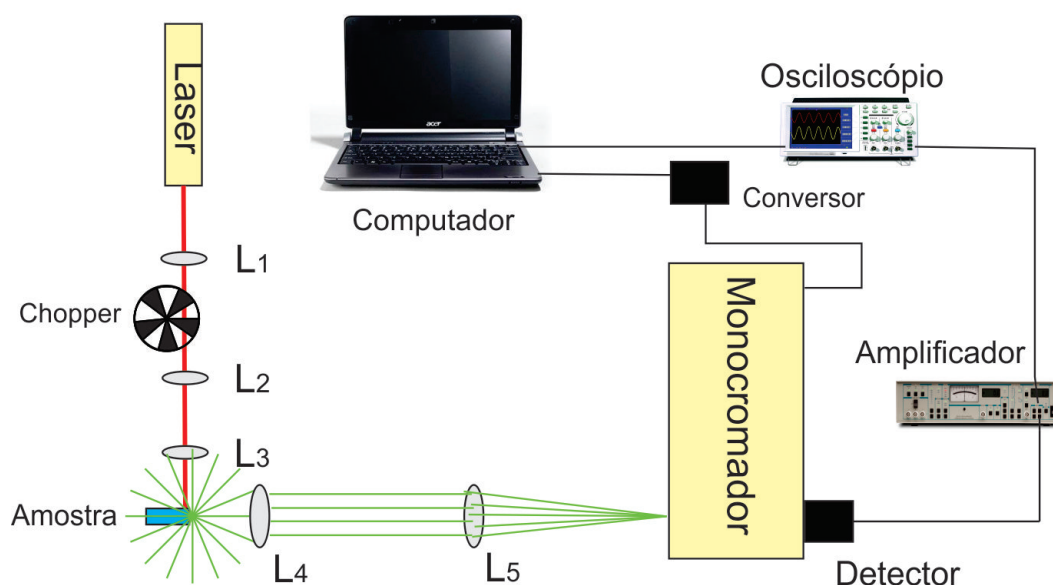 Laser
acer
Osciloscópio
Computador
Conversor
L1
Chopper
Monocromador
Amplificador
L2
L3
Amostra
L4
L5
Detector